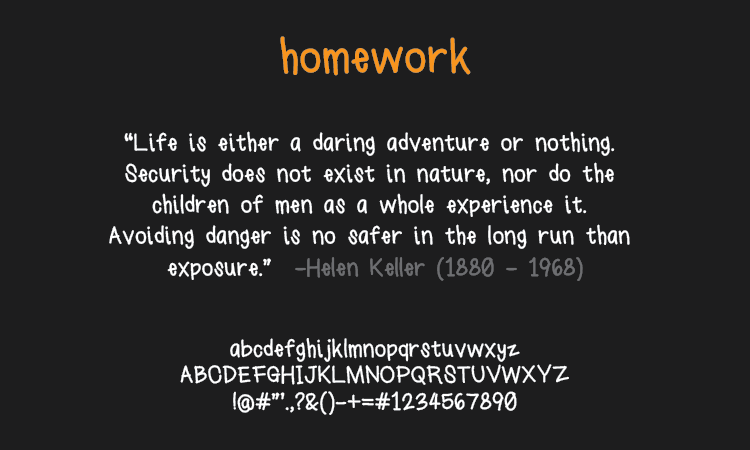 homework
“Life is either a daring adventure or nothing.
Security does not exist in nature, nor do the
children of men as a whole experience it.
Avoiding danger is no safer in the long run than
exposure.” -Helen Keller (1880 - 1968)
abcdefghijklmnopqrstuvwxyz
ABCDEFGHIJKLMNOPQRSTUVWXYZ
!@#"'.,?&()-+=#1234567890